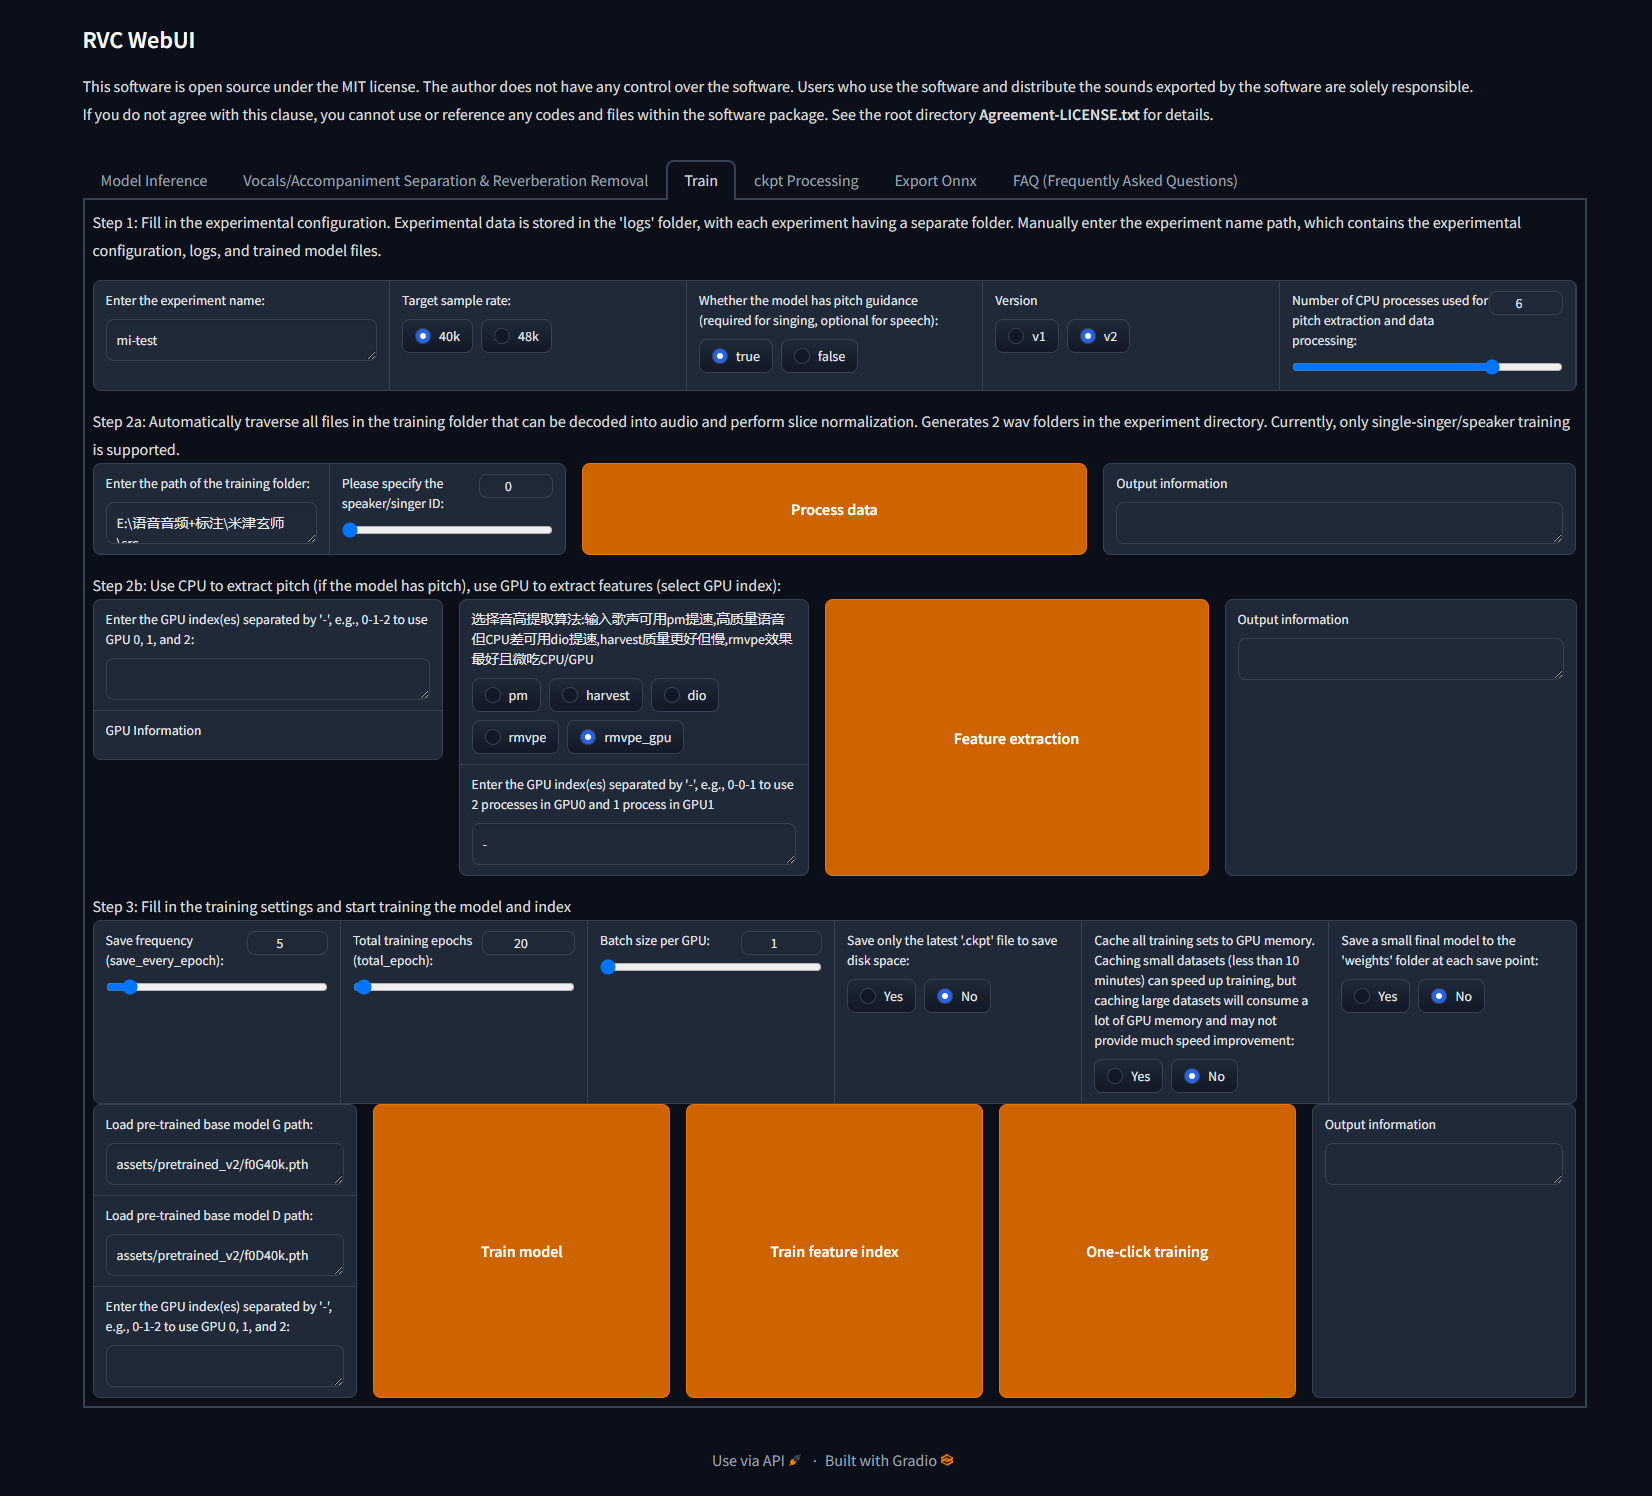 RVC WebUI
This software is open source under the MIT license. The author does not have any control over the software. Users who use the software and distribute the sounds exported by the software are solely responsible.
If you do not agree with this clause, you cannot use or reference any codes and files within the software package. See the root directory Agreement-LICENSE.txt for details.
Model Inference
Vocals/Accompaniment Separation & Reverberation Removal
Train
ckpt Processing
Export Onnx
FAQ (Frequently Asked Questions)
Step 1: Fill in the experimental configuration. Experimental data is stored in the 'logs' folder, with each experiment having a separate folder. Manually enter the experiment name path, which contains the experimental
configuration, logs, and trained model files.
Enter the experiment name:
mi-test
Target sample rate:
40k
48k
Whether the model has pitch guidance
(required for singing, optional for speech):
true
false
Version
v1
v2
Number of CPU processes used for
pitch extraction and data
processing:
6
Step 2a: Automatically traverse all files in the training folder that can be decoded into audio and perform slice normalization. Generates 2 wav folders in the experiment directory. Currently, only single-singer/speaker training
is supported.
Enter the path of the training folder:
E:\语音音频+标注\米津玄师
\src
Please specify the
speaker/singer ID:
0
Process data
Output information
Step 2b: Use CPU to extract pitch (if the model has pitch), use GPU to extract features (select GPU index):
Enter the GPU index(es) separated by '-', e.g., 0-1-2 to use
GPU 0, 1, and 2:
GPU Information
选择音高提取算法:输入歌声可用pm提速,高质量语音
但CPU差可用dio提速,harvest质量更好但慢,rmvpe效果
最好且微吃CPU/GPU
pm
harvest
dio
rmvpe
rmvpe_gpu
Enter the GPU index(es) separated by '-', e.g., 0-0-1 to use
2 processes in GPU0 and 1 process in GPU1
-
Feature extraction
Output information
Step 3: Fill in the training settings and start training the model and index
Save frequency
(save_every_epoch):
5
Total training epochs
(total_epoch):
20
Batch size per GPU:
1
Save only the latest '.ckpt' file to save
disk space:
Yes
No
Cache all training sets to GPU memory.
Caching small datasets (less than 10
minutes) can speed up training, but
caching large datasets will consume a
lot of GPU memory and may not
provide much speed improvement:
Yes
No
Save a small final model to the
'weights' folder at each save point:
Yes
No
Load pre-trained base model G path:
assets/pretrained_v2/f0G40k.pth
Load pre-trained base model D path:
assets/pretrained_v2/f0D40k.pth
Enter the GPU index(es) separated by '-',
e.g., 0-1-2 to use GPU 0, 1, and 2:
Train model
Train feature index
One-click training
Output information
Use via API
·
Built with Gradio